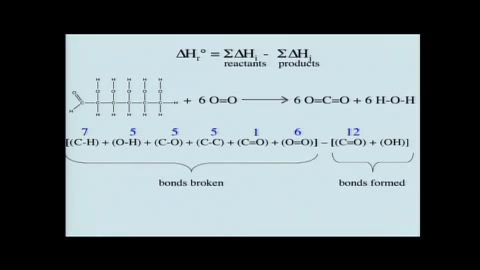 ΔHr° = ΣΔHi - ΣΔHj
reactants products
+ 6 O=O ⟶ 6 O=C=O + 6 H-O-H
7 5 5 5 1 6 12
[(C-H) + (O-H) + (C-O) + (C-C) + (C=O) + (O=O)] – [(C=O) + (OH)]
bonds broken bonds formed